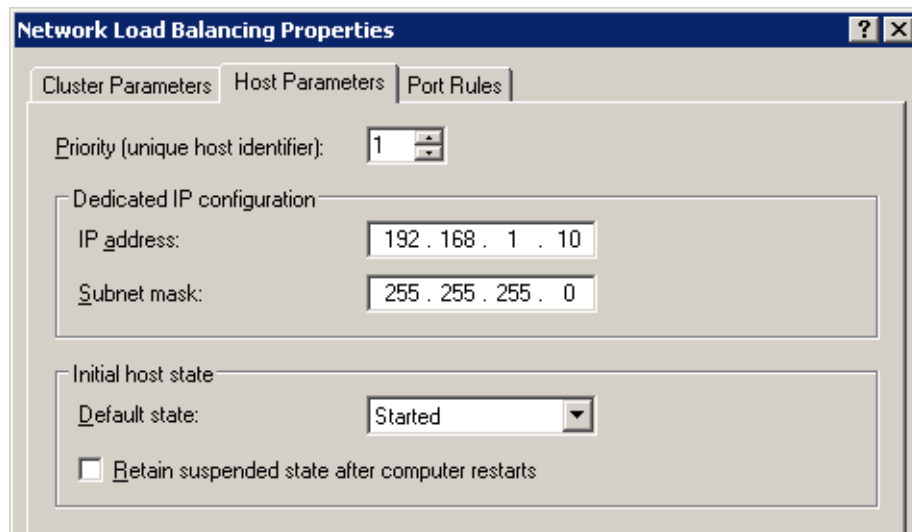 Network Load Balancing Properties
Cluster Parameters Host Parameters Port Rules
Priority (unique host identifier): 1
Dedicated IP configuration
IP address: 192 . 168 . 1 . 10
Subnet mask: 255 . 255 . 255 . 0
Initial host state
Default state: Started
Retain suspended state after computer restarts